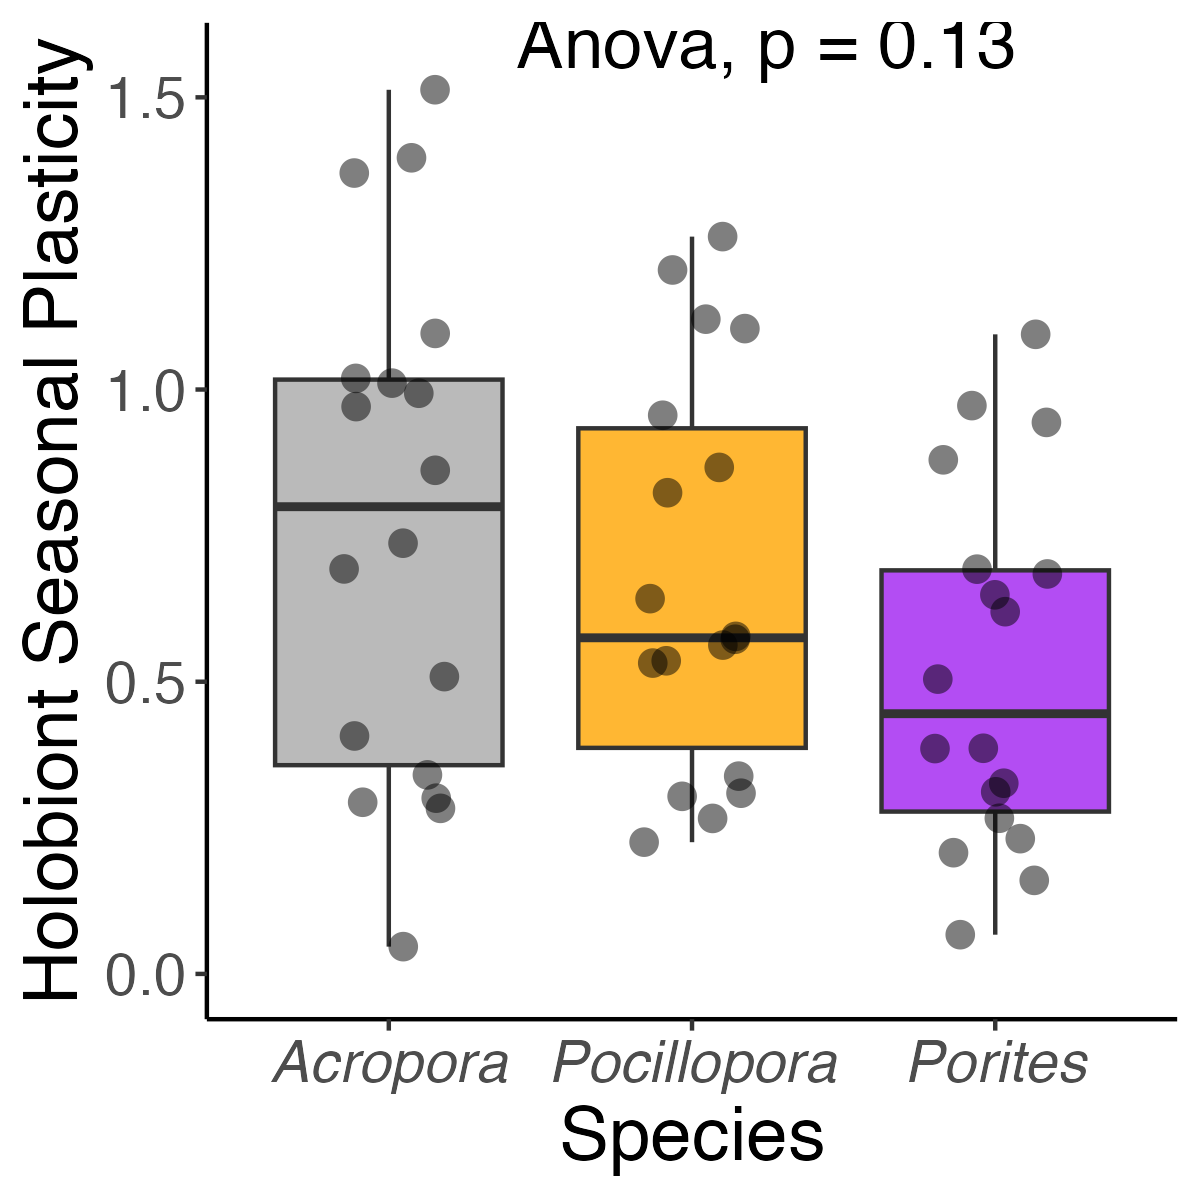 Anova, p = 0.13
Holobiont Seasonal Plasticity
1.5
1.0
0.5
0.0
Acropora Pocillopora Porites
Species